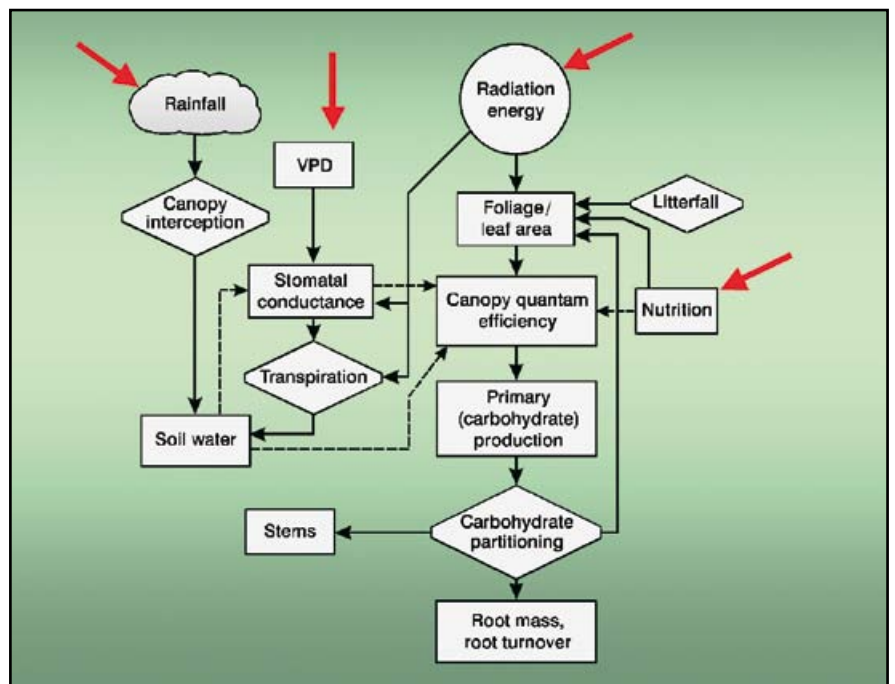 Rainfall
Radiation
energy
VPD
Canopy
interception
Foliage/
leaf area
Litterfall
Stomatal
conductance
Canopy quantam
efficiency
Nutrition
Transpiration
Primary
(carbohydrate)
production
Soil water
Stems
Carbohydrate
partitioning
Root mass,
root turnover